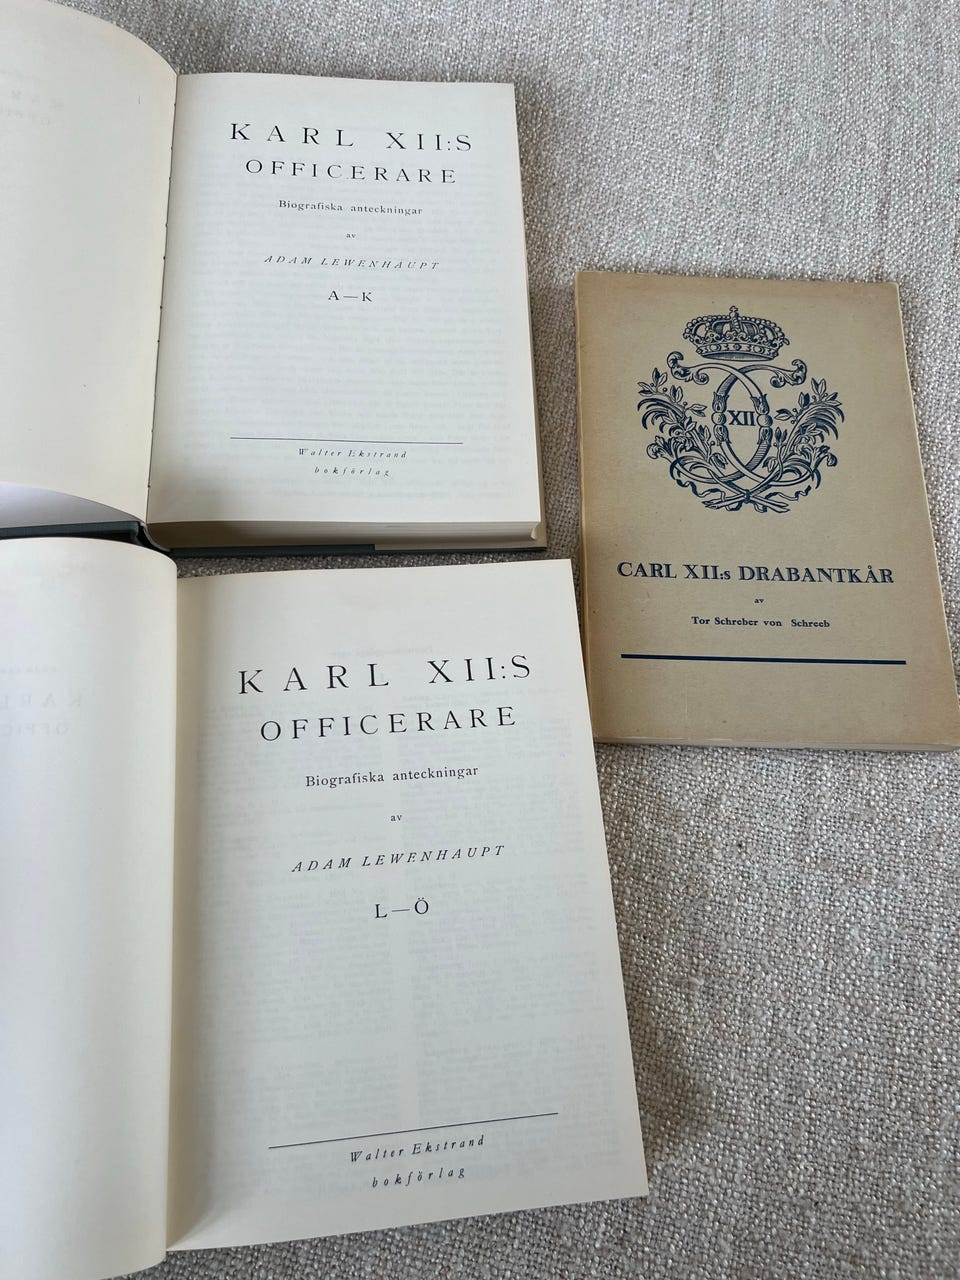 KARL XII:S
OFFICERARE
Biografiska anteckningar
av
ADAM LEWENHAUPT
A—K
Walter Ekstrand
bokförlag
XII
CARL XII:s DRABANTKÅR
av
Tor Schreber von Schreeb
KARL XII:S
OFFICERARE
Biografiska anteckningar
av
ADAM LEWENHAUPT
L—Ö
Walter Ekstrand
bokförlag